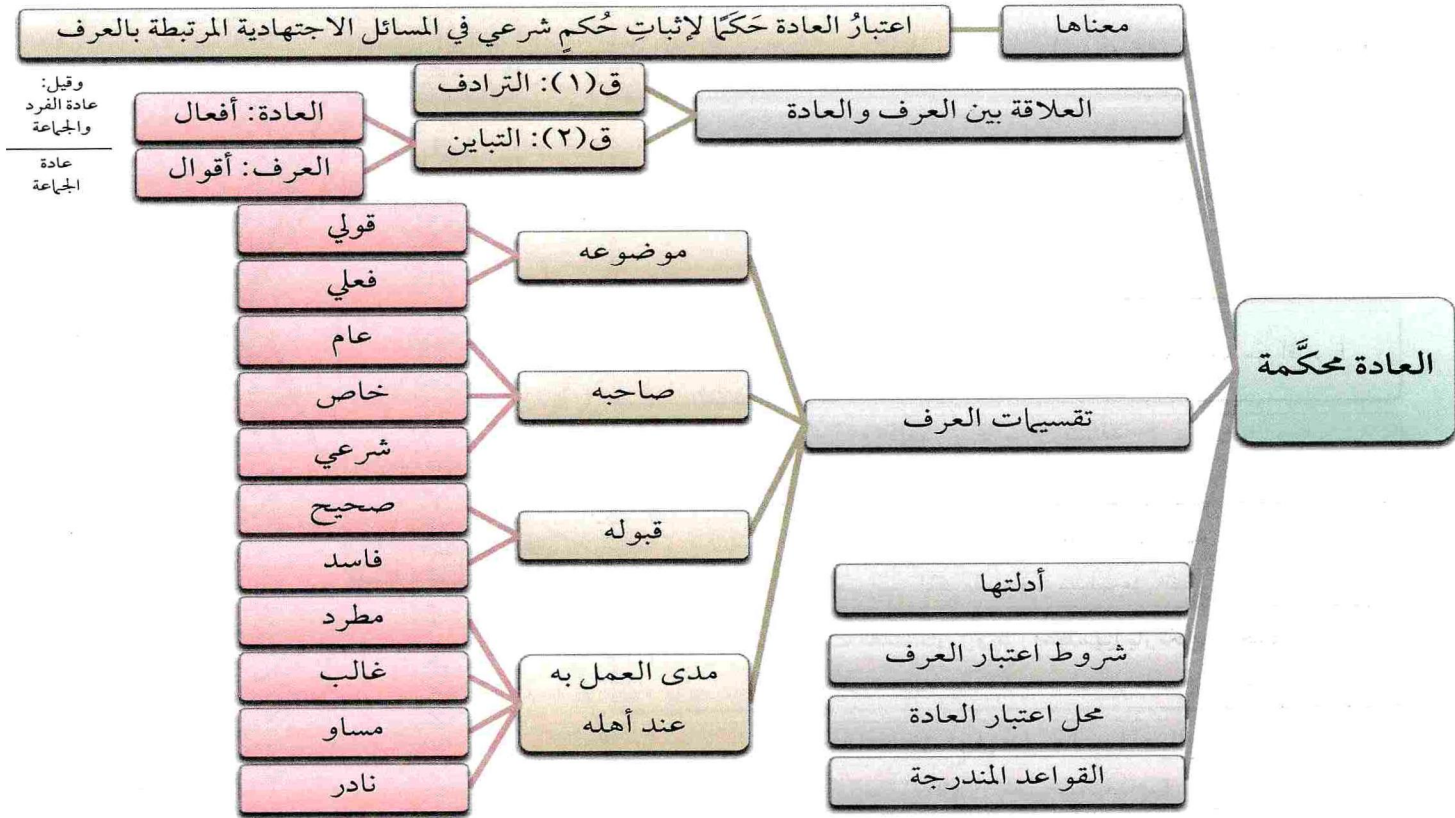 العادة محكَّمة
معناها
اعتبارُ العادة حَكَمًا لإثباتِ حُكمٍ شرعي في المسائل الاجتهادية المرتبطة بالعرف
العلاقة بين العرف والعادة
ق(١): الترادف
ق(٢): التباين
العادة: أفعال
العرف: أقوال
وقيل:
عادة الفرد
والجماعة
عادة
الجماعة
تقسيمات العرف
موضوعه
قولي
فعلي
صاحبه
عام
خاص
شرعي
قبوله
صحيح
فاسد
مدى العمل به
عند أهله
مطرد
غالب
مساو
نادر
أدلتها
شروط اعتبار العرف
محل اعتبار العادة
القواعد المندرجة